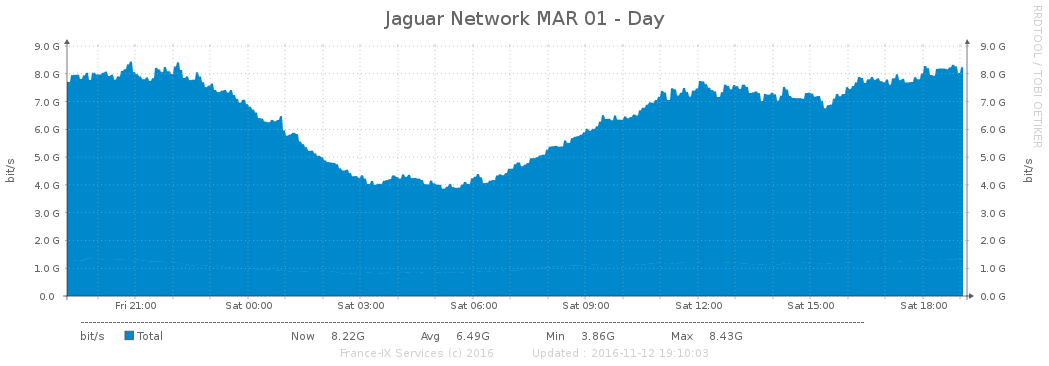 Jaguar Network MAR 01 - Day
RRDTOOL / TOBI OETIKER
bit/s
9.0 G 9.0 G
8.0 G 8.0 G
7.0 G 7.0 G
6.0 G 6.0 G
5.0 G 5.0 G
4.0 G 4.0 G
3.0 G 3.0 G
2.0 G 2.0 G
1.0 G 1.0 G
0.0 0.0 G
bit/s
Fri 21:00 Sat 00:00 Sat 03:00 Sat 06:00 Sat 09:00 Sat 12:00 Sat 15:00 Sat 18:00
bit/s Total Now 8.22G Avg 6.49G Min 3.86G Max 8.43G
France-IX Services (c) 2016 Updated : 2016-11-12 19:10:03